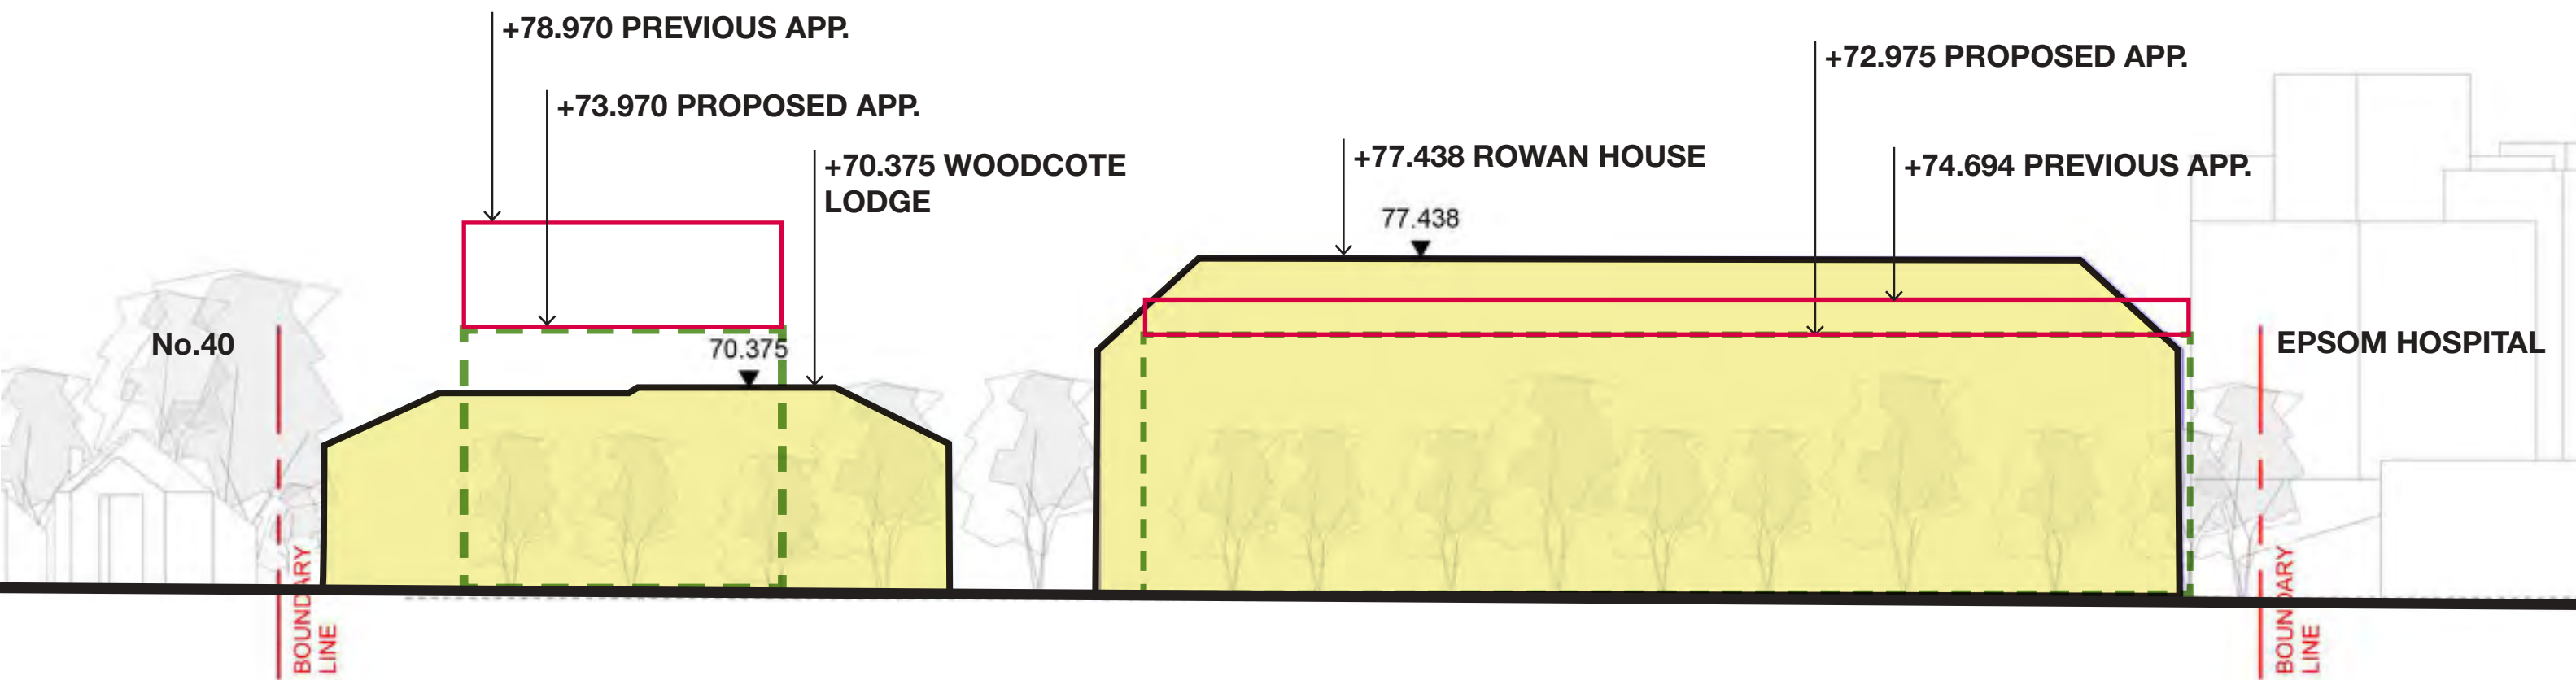 +78.970 PREVIOUS APP.
+73.970 PROPOSED APP.
+70.375 WOODCOTE
LODGE
70.375
No.40
BOUNDARY
LINE
+72.975 PROPOSED APP.
+77.438 ROWAN HOUSE
+74.694 PREVIOUS APP.
77.438
EPSOM HOSPITAL
BOUNDARY
LINE